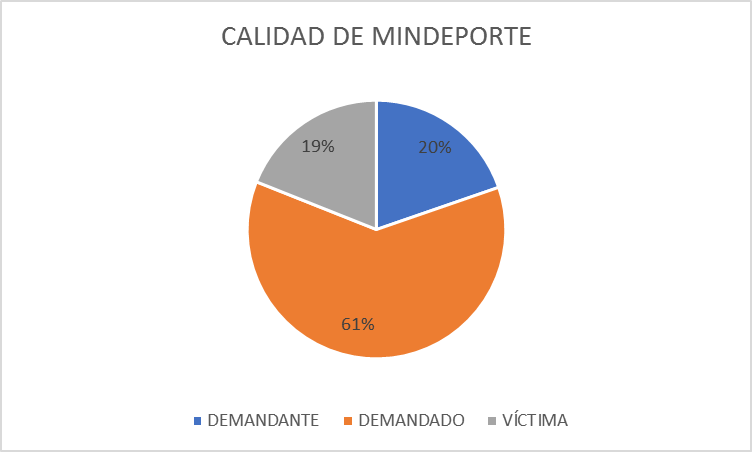 CALIDAD DE MINDEPORTE
19%
20%
61%
DEMANDANTE DEMANDADO VÍCTIMA